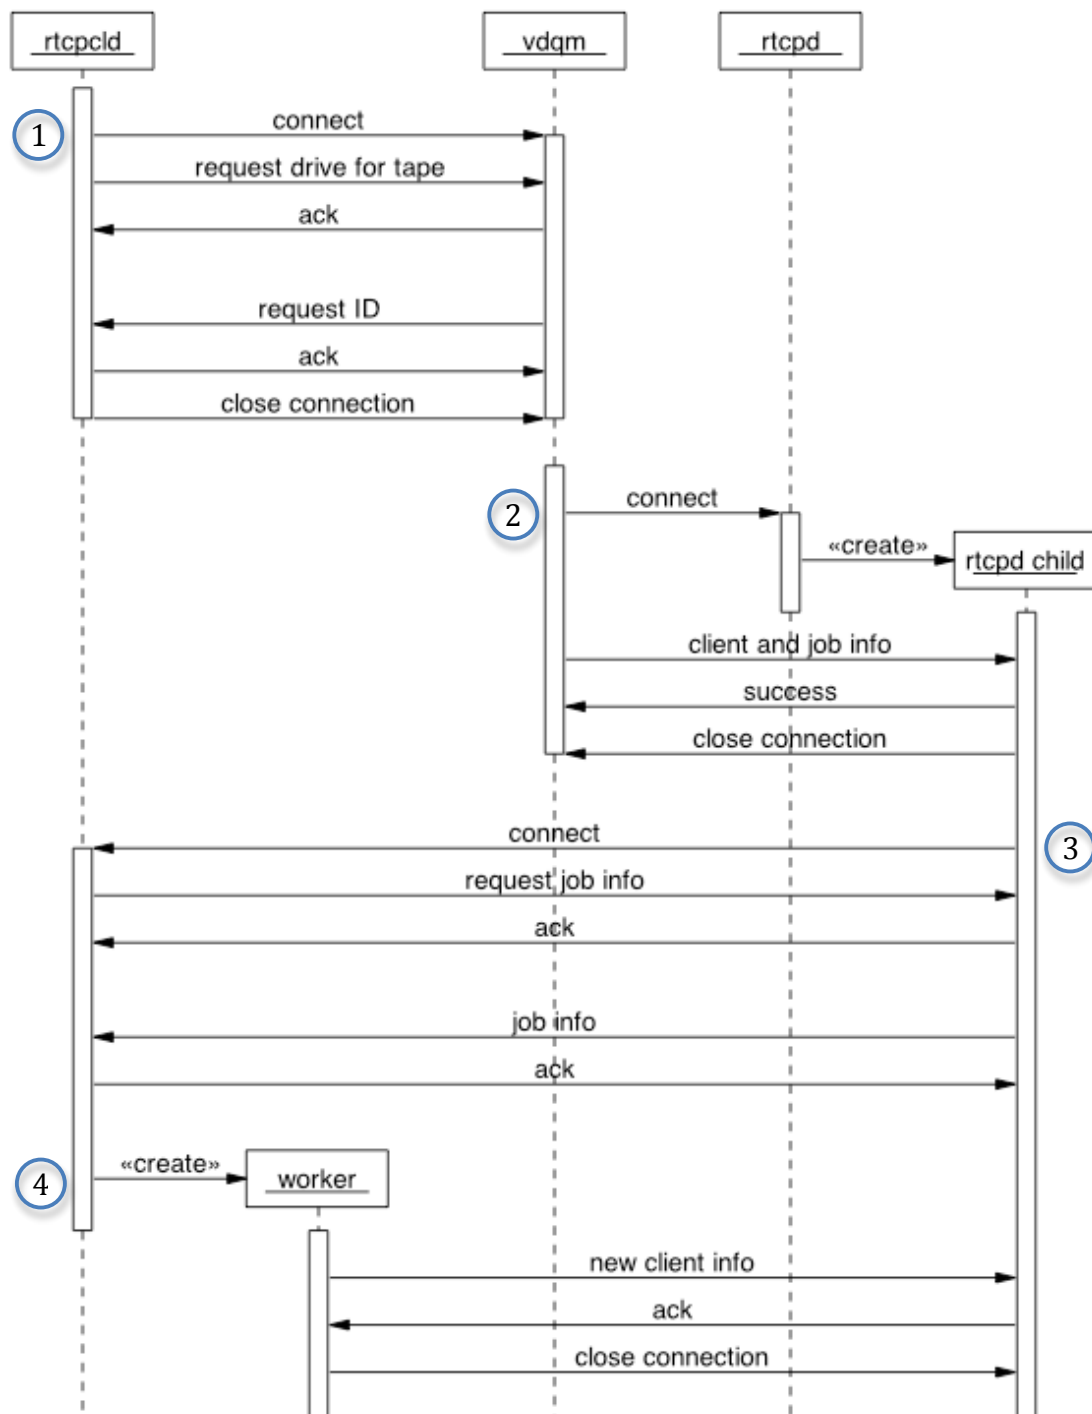 rtcpcld
vdqm
rtcpd
1
connect
request drive for tape
ack
request ID
ack
close connection
2
connect
«create»
rtcpd child
client and job info
success
close connection
connect
3
request job info
ack
job info
ack
4
«create»
worker
new client info
ack
close connection